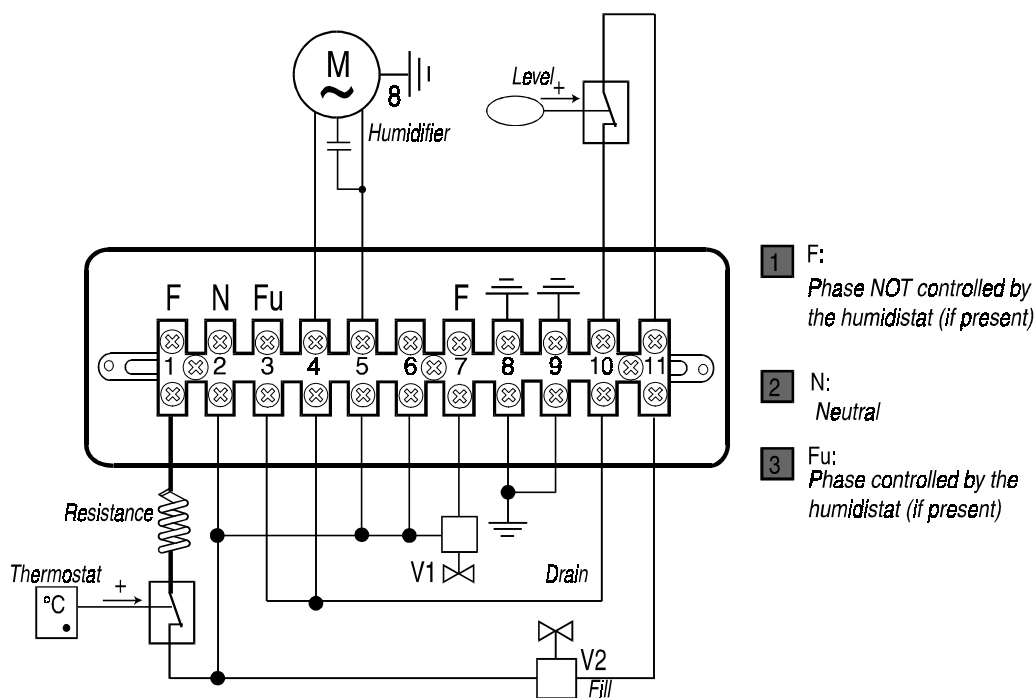 M
8
Humidifier
Level
+
F N Fu F
1 2 3 4 5 6 7 8 9 10 11
1 F:
Phase NOT controlled by
the humidistat (if present)
2 N:
Neutral
3 Fu:
Phase controlled by the
humidistat (if present)
Resistance
Thermostat
+
°C
V1
Drain
V2
Fill